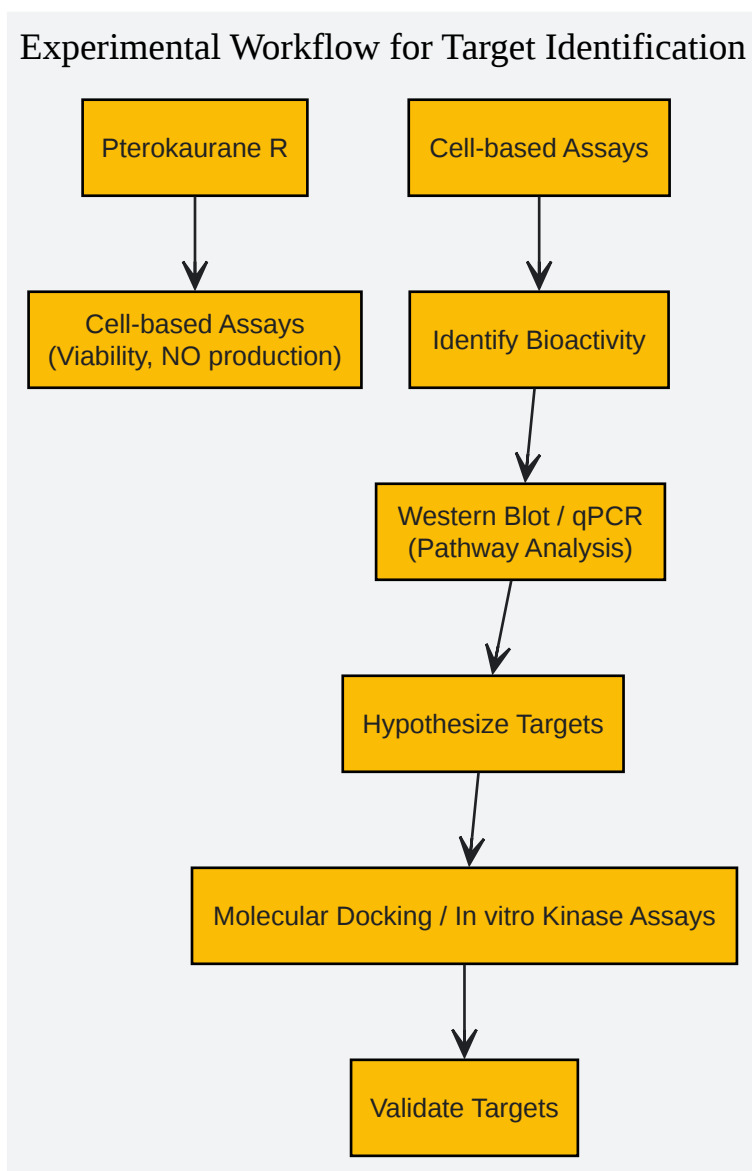 Experimental Workflow for Target Identification
Pterokaurane R
Cell-based Assays
Cell-based Assays
(Viability, NO production)
Identify Bioactivity
Western Blot / qPCR
(Pathway Analysis)
Hypothesize Targets
Molecular Docking / In vitro Kinase Assays
Validate Targets